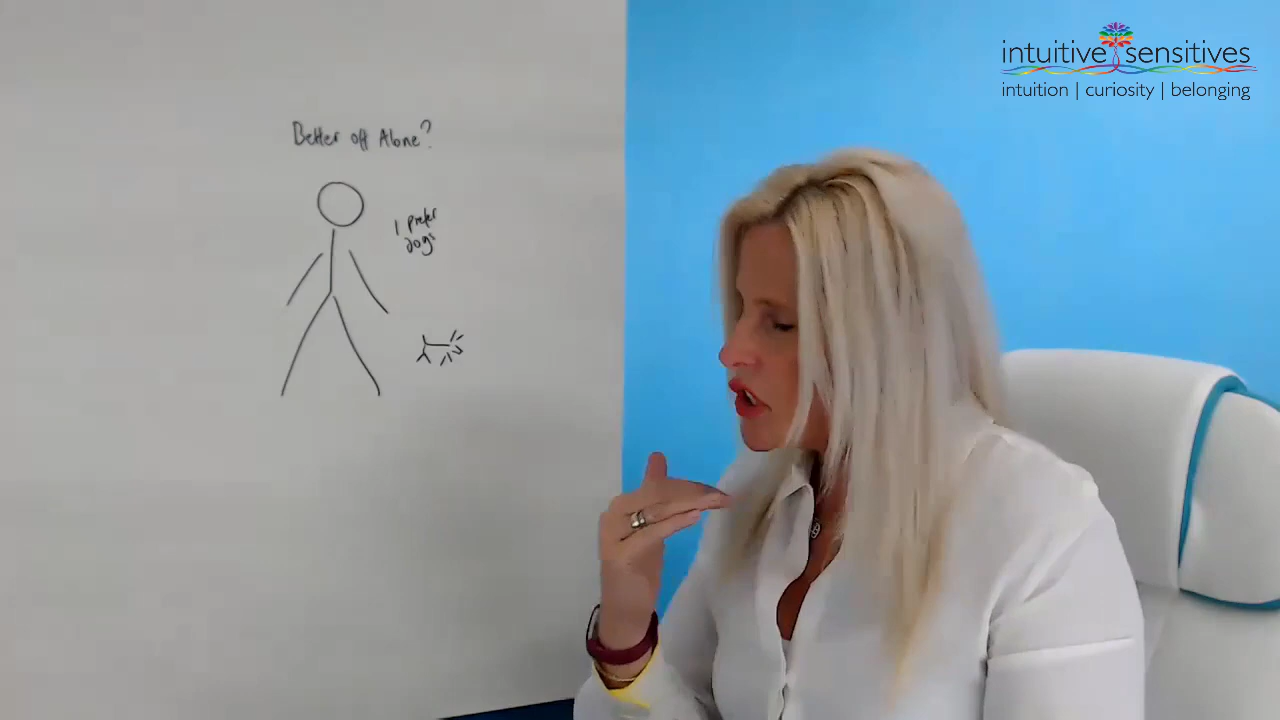 intuitive sensitives
intuition | curiosity | belonging
Better off Alone?
I prefer
dogs